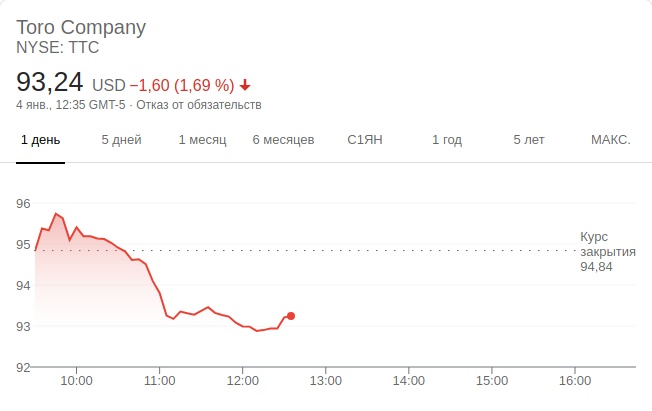 Toro Company
NYSE: TTC
93,24 USD −1,60 (1,69 %)
4 янв., 12:35 GMT-5 · Отказ от обязательств
1 день 5 дней 1 месяц 6 месяцев С1ЯН 1 год 5 лет МАКС.
96
95
94
93
92
Курс
закрытия
94,84
10:00 11:00 12:00 13:00 14:00 15:00 16:00